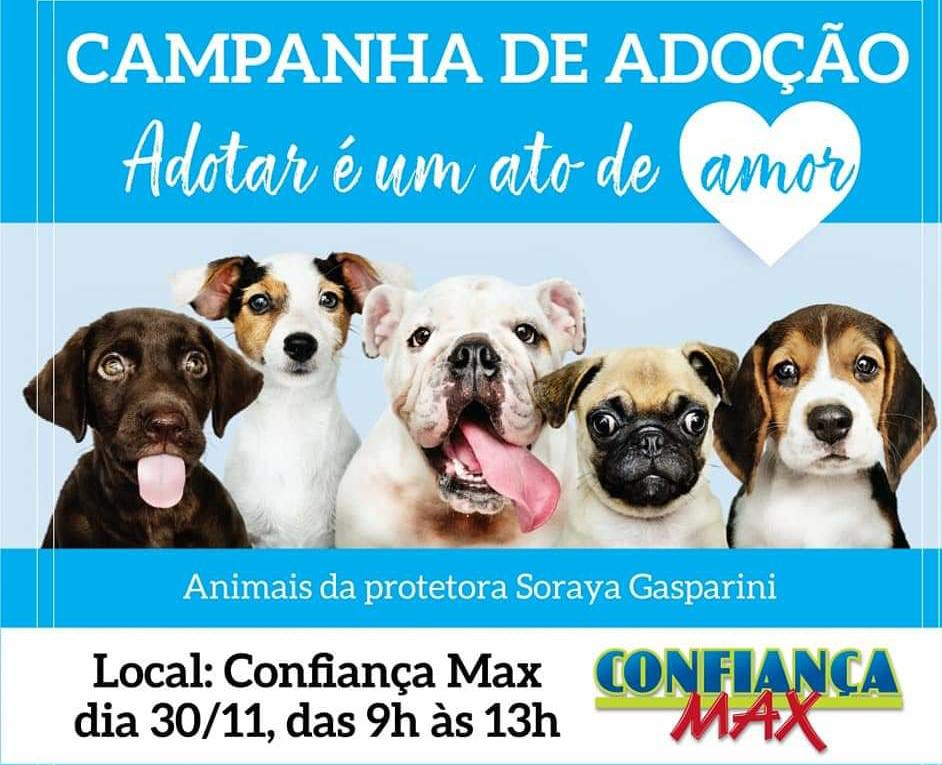 CAMPANHA DE ADOÇÃO
Adotar é um ato de amor
Animais da protetora Soraya Gasparini
Local: Confiança Max
dia 30/11, das 9h às 13h
CONFIANÇA
MAX